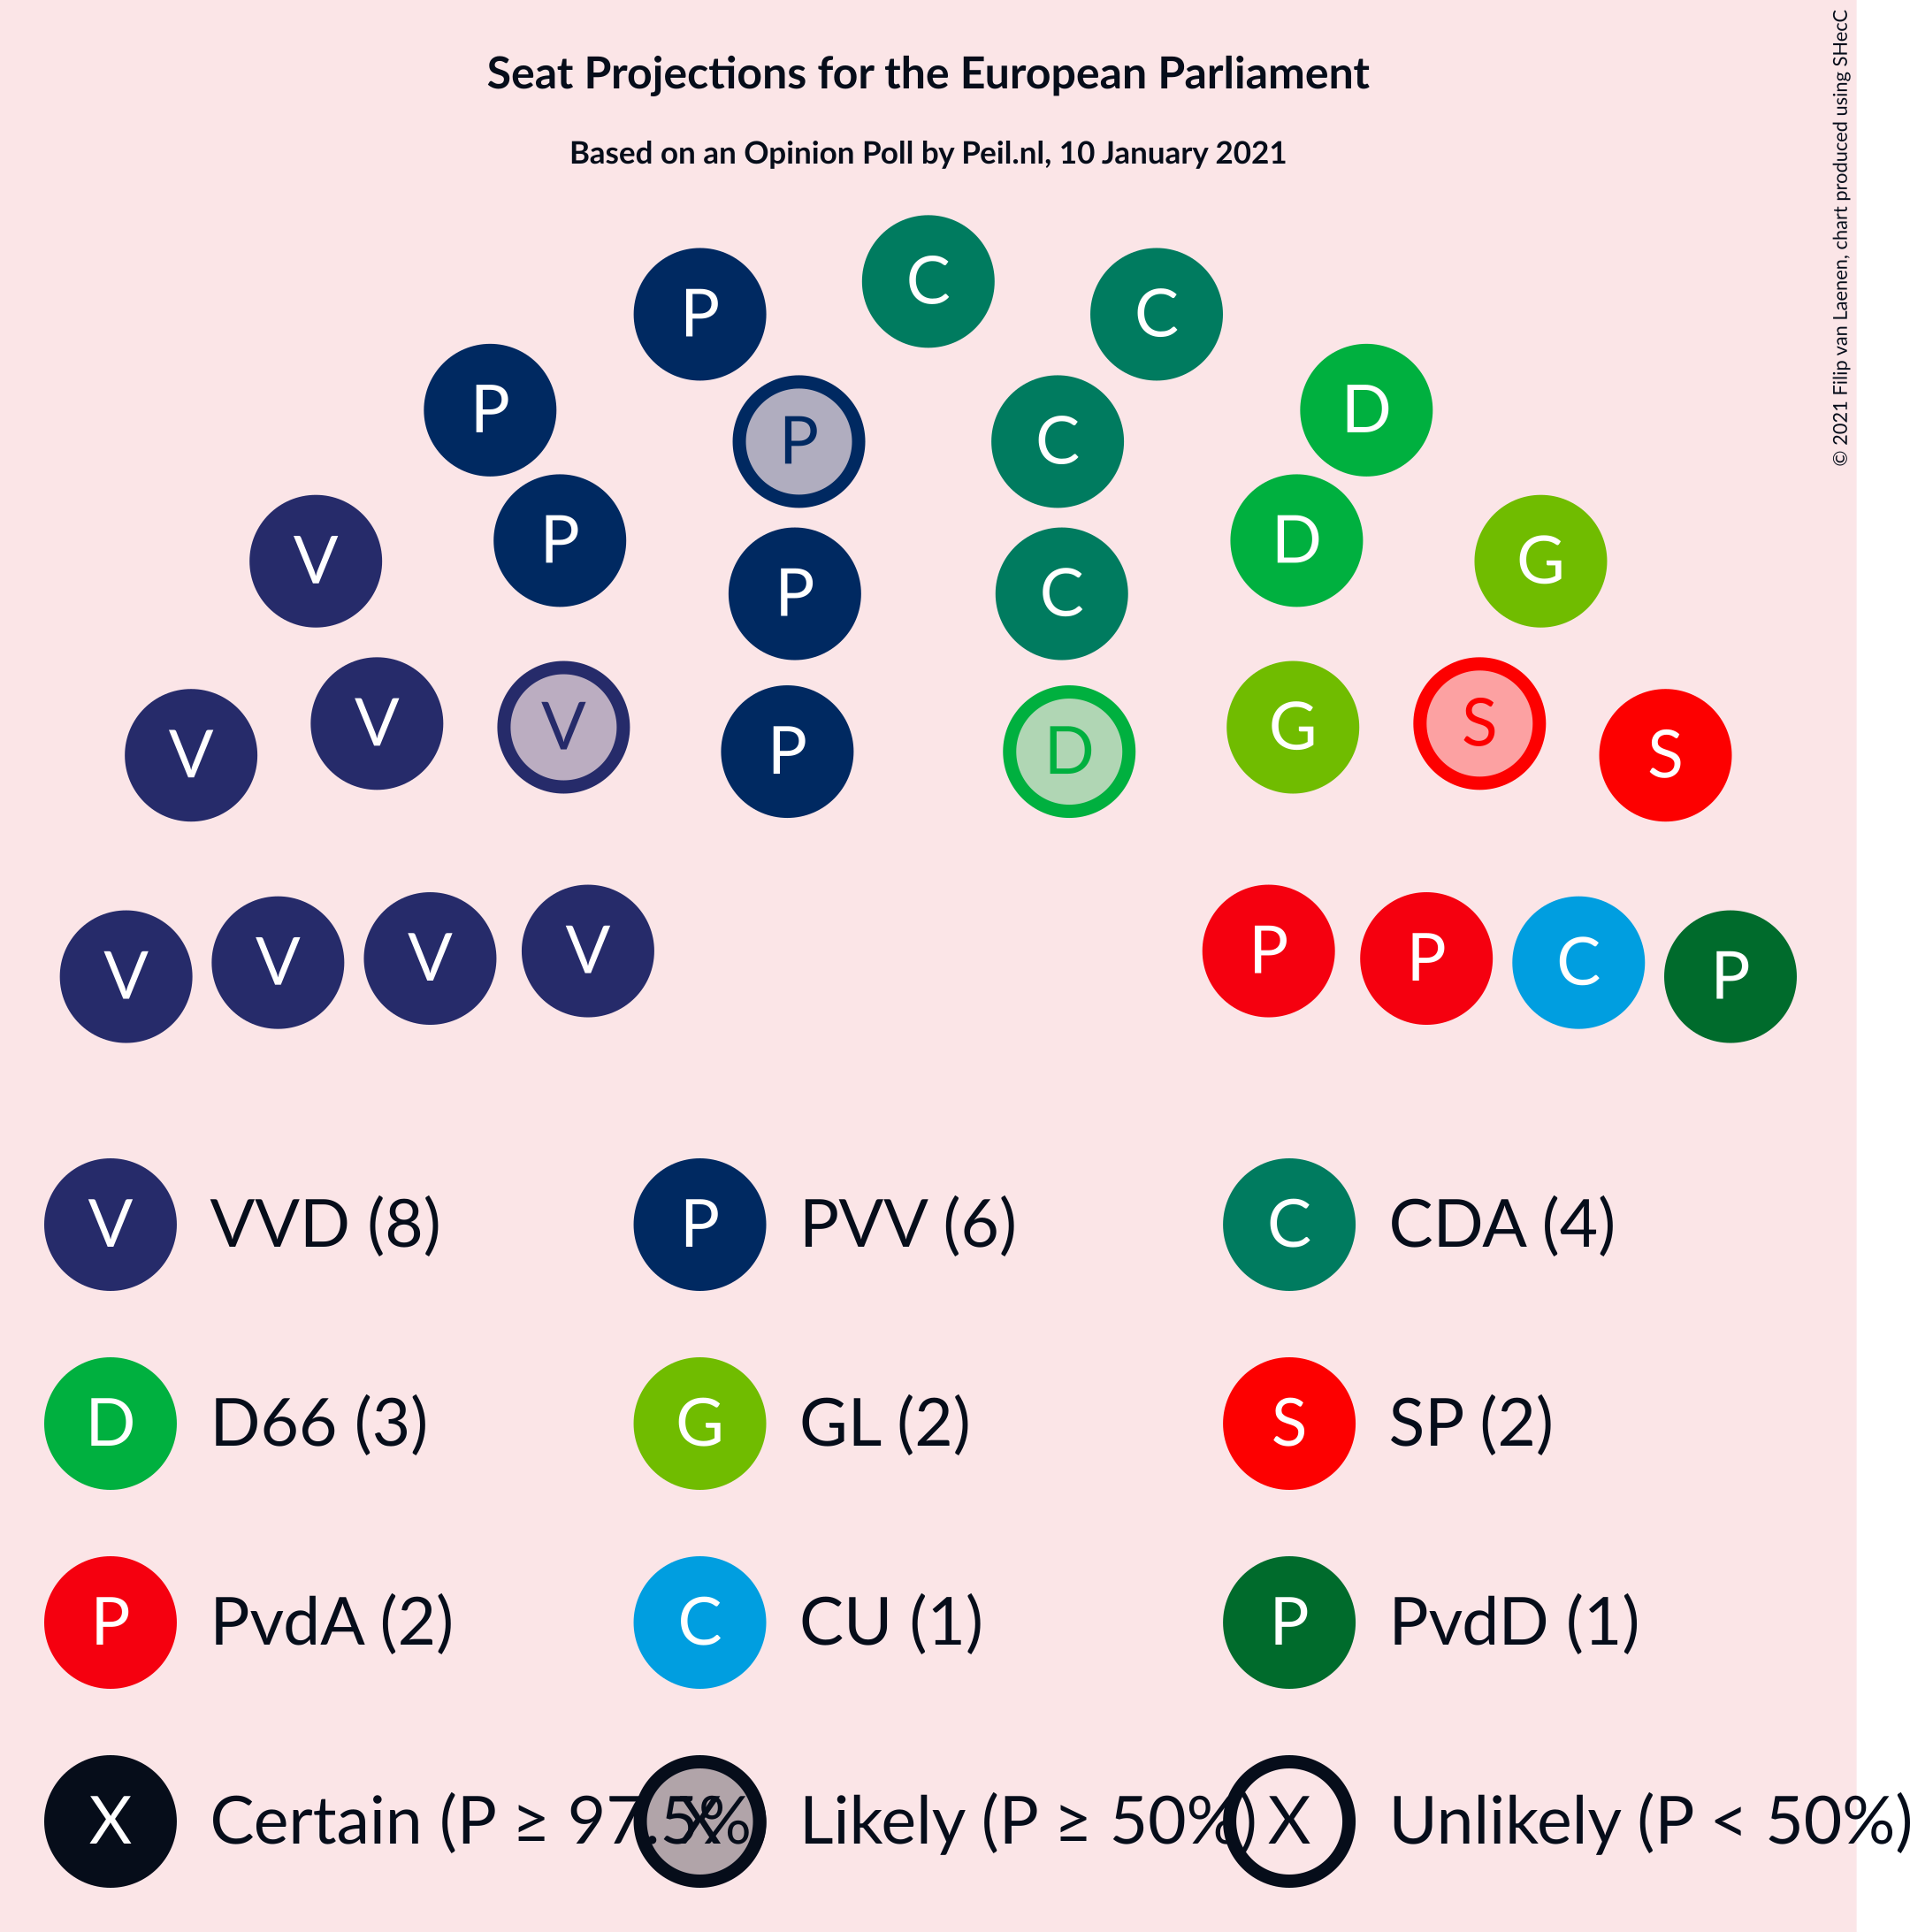 Seat Projections for the European Parliament
Based on an Opinion Poll by Peil.nl, 10 January 2021
© 2021 Filip van Laenen, chart produced using SHecC
C
P C
P D
P C
P D
V G
P C
V S
V G
V S
P D
V P
V P
V C
V P
V VVD (8) P PVV (6) C CDA (4)
D D66 (3) G GL (2) S SP (2)
P PvdA (2) C CU (1) P PvdD (1)
X Certain (P ≥ 97.5% X Likely (P ≥ 50%) X Unlikely (P < 50%)